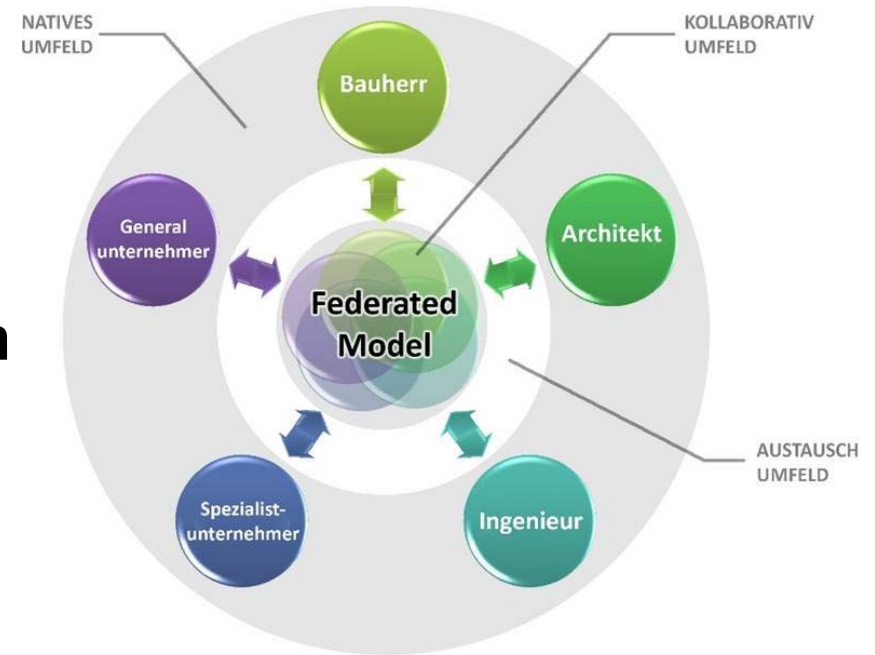 NATIVES
UMFELD
KOLLABORATIV
UMFELD
Bauherr
General
unternehmer
Architekt
Federated
Model
n
AUSTAUSCH
UMFELD
Spezialist-
unternehmer
Ingenieur